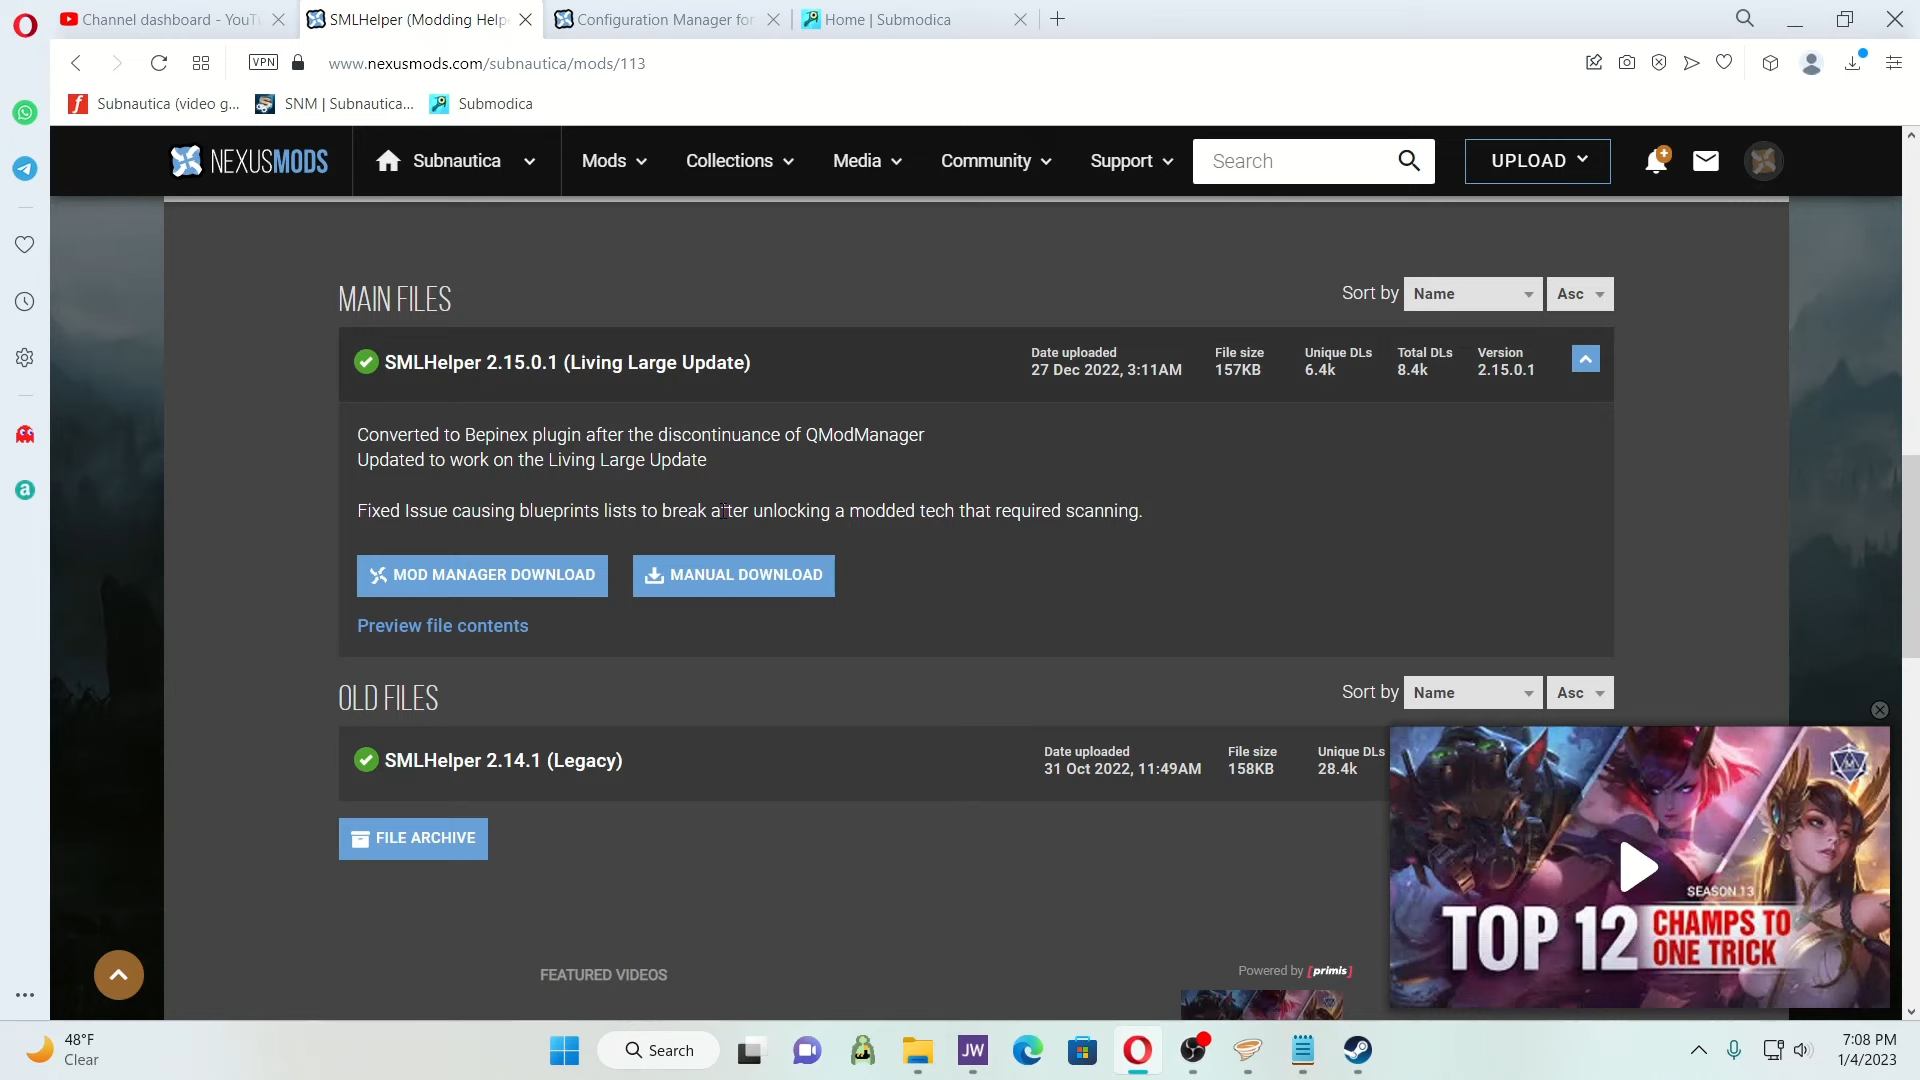 Channel dashboard - YouT
SMLHelper (Modding Help
Configuration Manager for
Home | Submodica
VPN
www.nexusmods.com/subnautica/mods/113
Subnautica (video g...
SNM | Subnautica...
Submodica
NEXUSMODS
Subnautica
Mods
Collections
Media
Community
Support
Search
UPLOAD
MAIN FILES
Sort by
Name
Asc
SMLHelper 2.15.0.1 (Living Large Update)
Date uploaded
27 Dec 2022, 3:11AM
File size
157KB
Unique DLs
6.4k
Total DLs
8.4k
Version
2.15.0.1
Converted to Bepinex plugin after the discontinuance of QModManager
Updated to work on the Living Large Update
Fixed Issue causing blueprints lists to break after unlocking a modded tech that required scanning.
MOD MANAGER DOWNLOAD
MANUAL DOWNLOAD
Preview file contents
OLD FILES
Sort by
Name
Asc
SMLHelper 2.14.1 (Legacy)
Date uploaded
31 Oct 2022, 11:49AM
File size
158KB
Unique DLs
28.4k
FILE ARCHIVE
SEASON 13
TOP 12 CHAMPS TO
ONE TRICK
FEATURED VIDEOS
Powered by [primis]
48°F
Clear
Search
JW
7:08 PM
1/4/2023